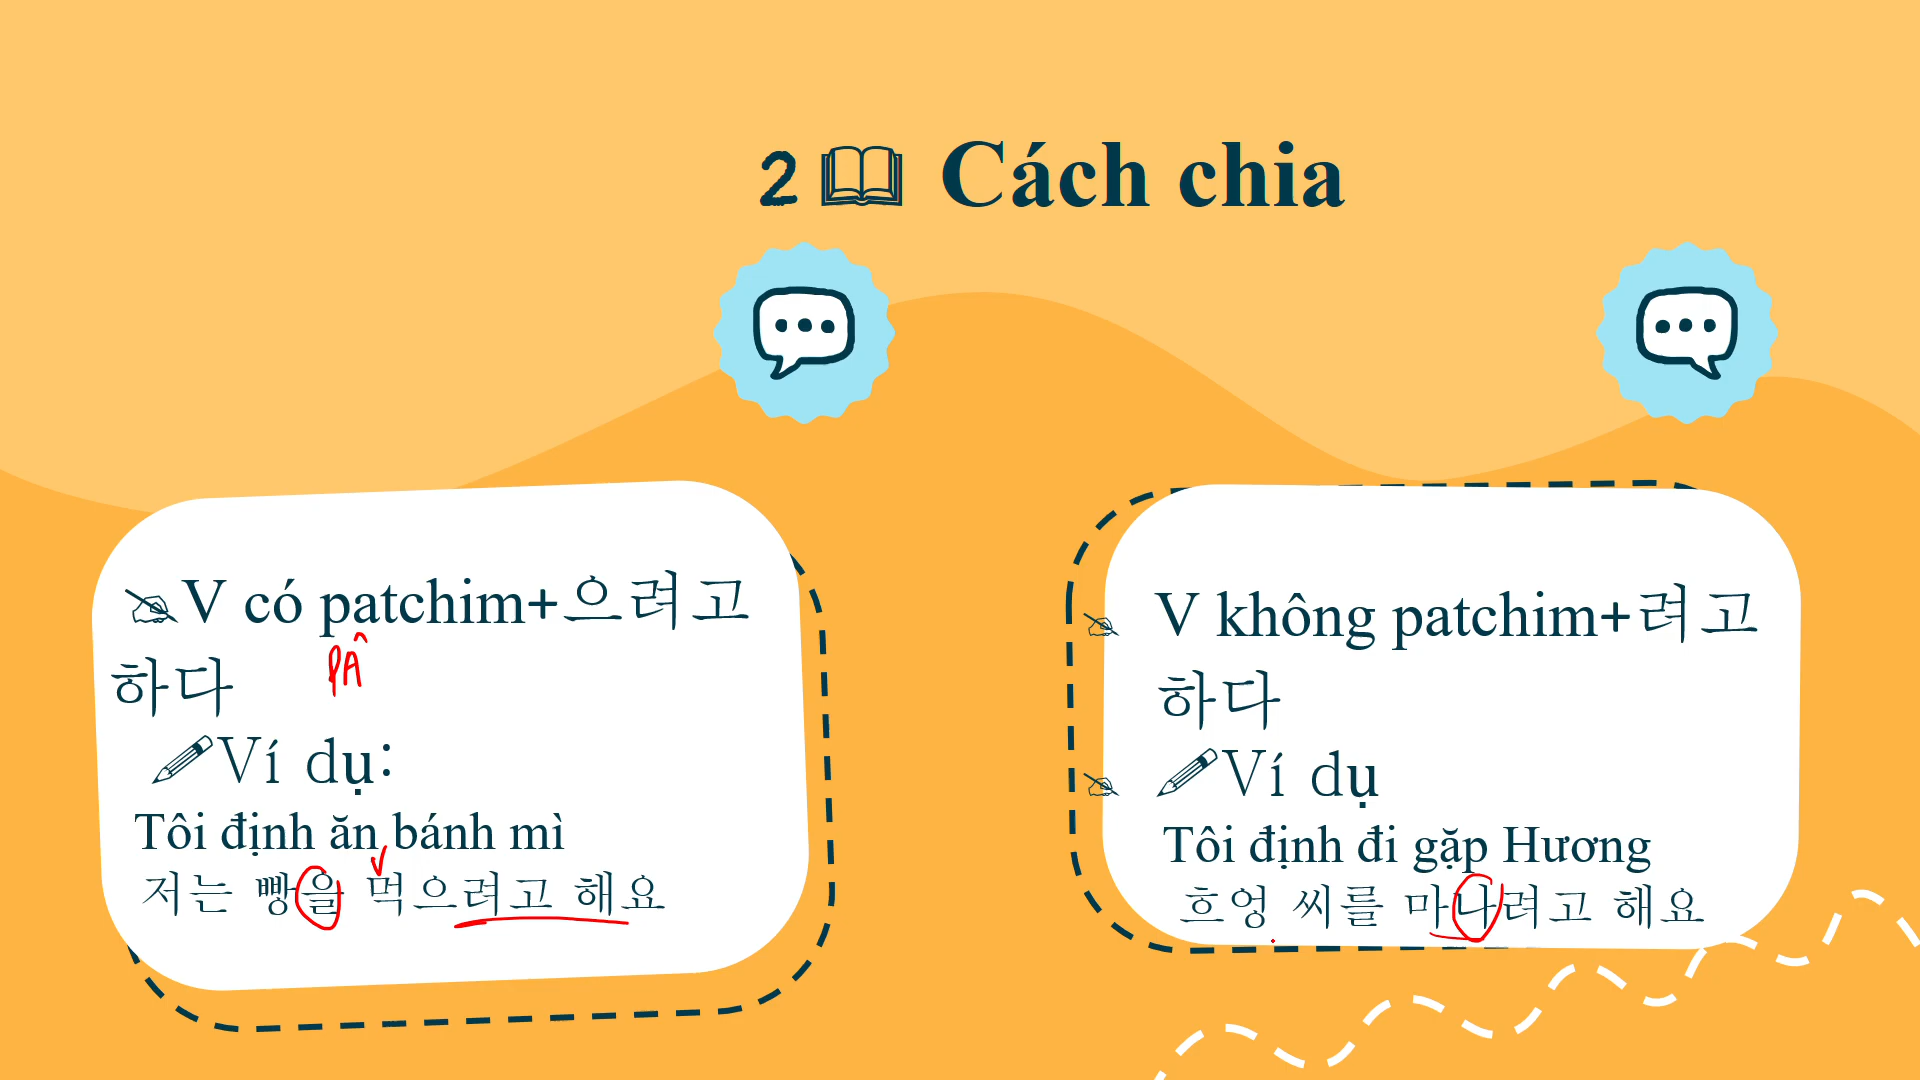 2 Cách chia
V có patchim+으려고
하다
PÂ
Ví dụ:
Tôi định ăn bánh mì
저는 빵을 먹으려고 해요
V không patchim+려고
하다
Ví dụ
Tôi định đi gặp Hương
흐엉 씨를 마나려고 해요